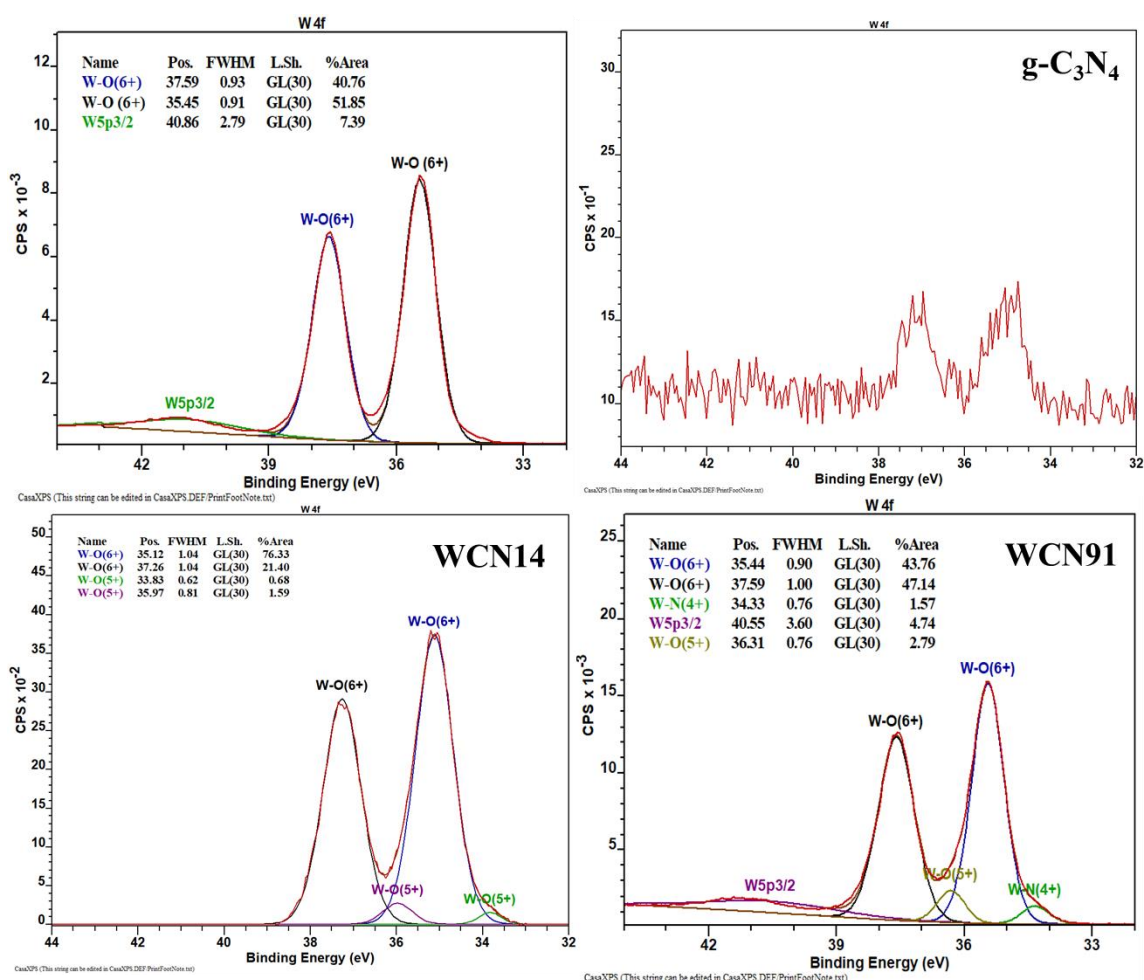 W 4f
Name Pos. FWHM L.Sh. %Area
W-O(6+) 37.59 0.93 GL(30) 40.76
W-O (6+) 35.45 0.91 GL(30) 51.85
W5p3/2 40.86 2.79 GL(30) 7.39
W-O (6+)
W-O(6+)
W5p3/2
CPS x 10⁻³
12
10
8
6
4
2
42 39 36 33
Binding Energy (eV)
CasaXPS (This string can be edited in CasaXPS.DEF/PrintFootNote.txt)
W 4f
g-C₃N₄
CPS x 10⁻¹
30
25
20
15
10
44 42 40 38 36 34 32
Binding Energy (eV)
CasaXPS (This string can be edited in CasaXPS.DEF/PrintFootNote.txt)
W 4f
WCN14
Name Pos. FWHM L.Sh. %Area
W-O(6+) 35.12 1.04 GL(30) 76.33
W-O(6+) 37.26 1.04 GL(30) 21.40
W-O(5+) 33.83 0.62 GL(30) 0.68
W-O(5+) 35.97 0.81 GL(30) 1.59
W-O(6+)
W-O(6+)
W-O(5+)
W-O(5+)
CPS x 10⁻²
50
45
40
35
30
25
20
15
10
5
0
44 42 40 38 36 34 32
Binding Energy (eV)
CasaXPS (This string can be edited in CasaXPS.DEF/PrintFootNote.txt)
W 4f
WCN91
Name Pos. FWHM L.Sh. %Area
W-O(6+) 35.44 0.90 GL(30) 43.76
W-O(6+) 37.59 1.00 GL(30) 47.14
W-N(4+) 34.33 0.76 GL(30) 1.57
W5p3/2 40.55 3.60 GL(30) 4.74
W-O(5+) 36.31 0.76 GL(30) 2.79
W-O(6+)
W-O(6+)
W5p3/2
W-O(5+)
W-N(4+)
CPS x 10⁻³
25
20
15
10
5
42 39 36 33
Binding Energy (eV)
CasaXPS (This string can be edited in CasaXPS.DEF/PrintFootNote.txt)